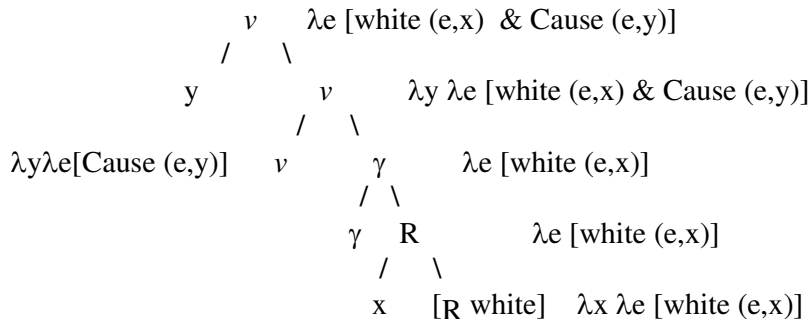 v λe [white (e,x) & Cause (e,y)]
/ \
y v λy λe [white (e,x) & Cause (e,y)]
/ \
λyλe[Cause (e,y)] v γ λe [white (e,x)]
/ \
γ R λe [white (e,x)]
/ \
x [R white] λx λe [white (e,x)]